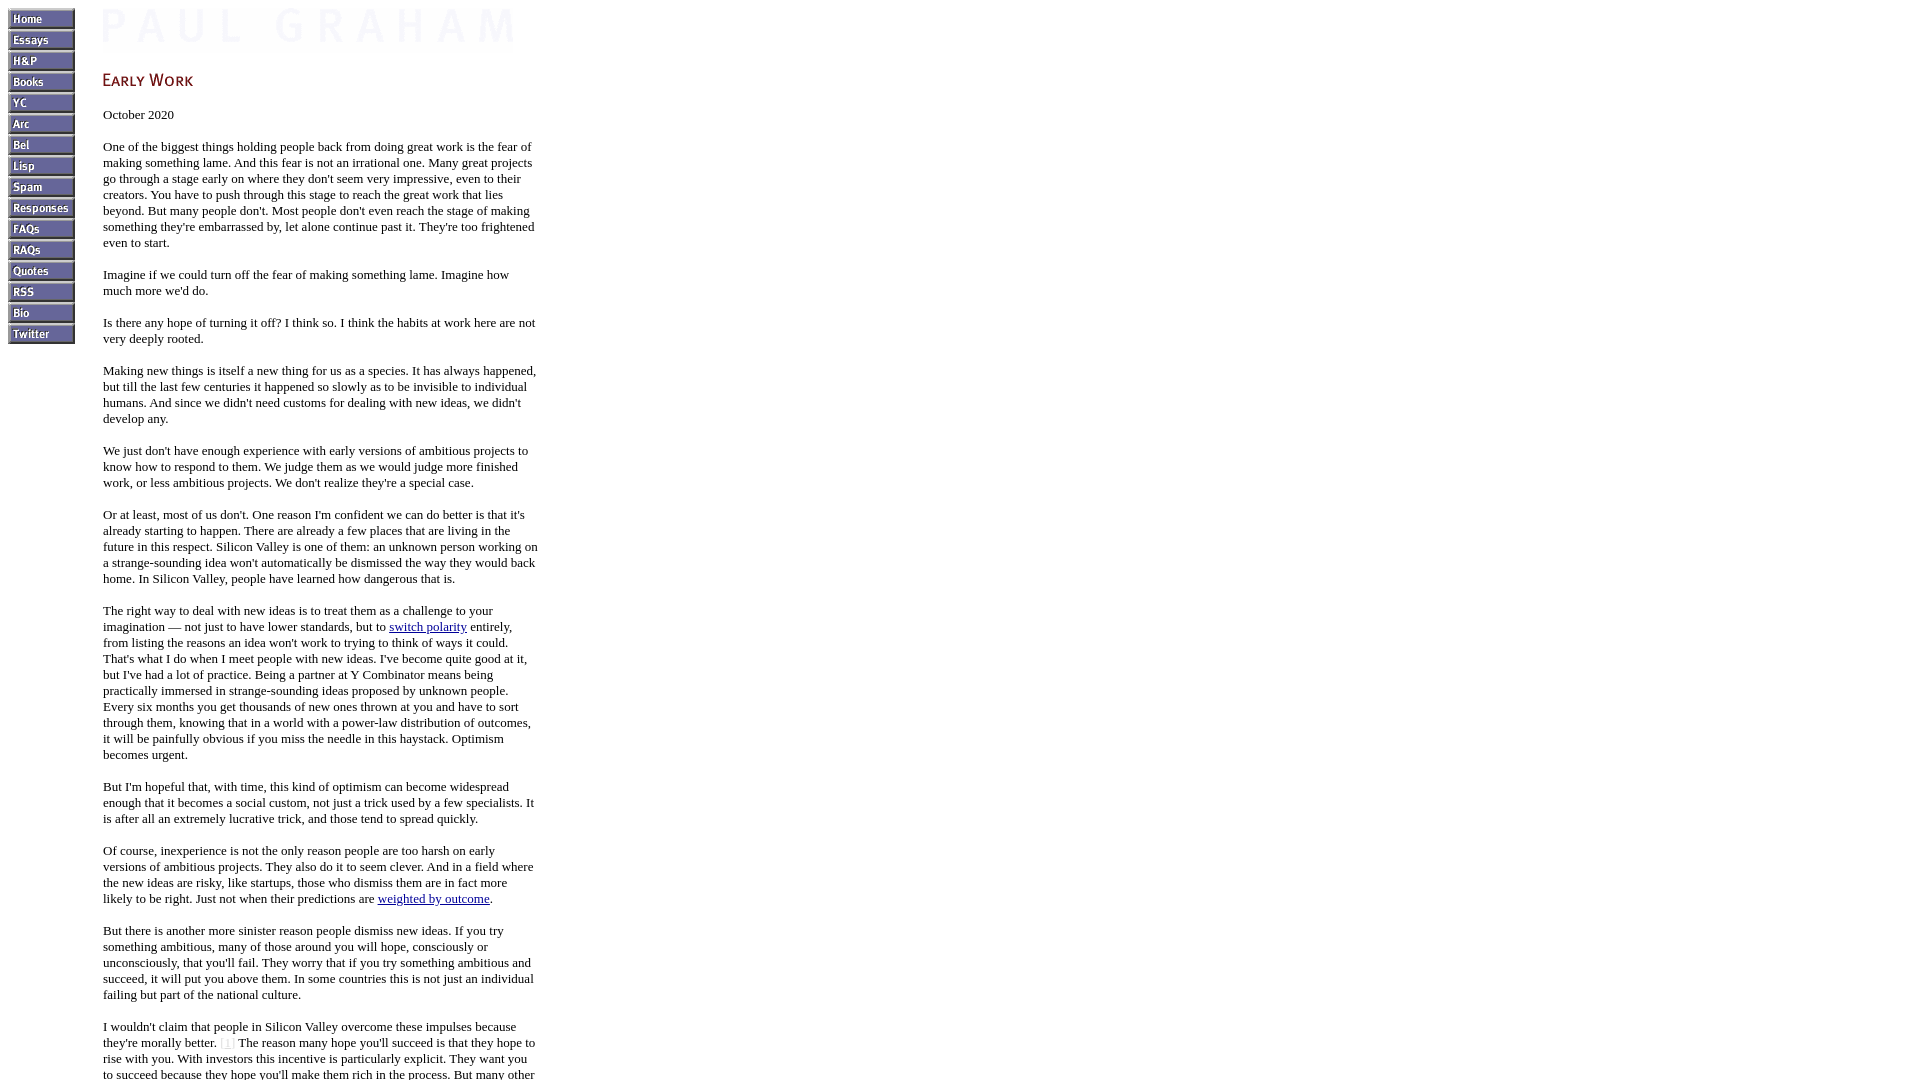 Home
Essays
H&P
Books
YC
Arc
Bel
Lisp
Spam
Responses
FAQs
RAQs
Quotes
RSS
Bio
Twitter
PAUL GRAHAM
EARLY WORK
October 2020
One of the biggest things holding people back from doing great work is the fear of
making something lame. And this fear is not an irrational one. Many great projects
go through a stage early on where they don't seem very impressive, even to their
creators. You have to push through this stage to reach the great work that lies
beyond. But many people don't. Most people don't even reach the stage of making
something they're embarrassed by, let alone continue past it. They're too frightened
even to start.
Imagine if we could turn off the fear of making something lame. Imagine how
much more we'd do.
Is there any hope of turning it off? I think so. I think the habits at work here are not
very deeply rooted.
Making new things is itself a new thing for us as a species. It has always happened,
but till the last few centuries it happened so slowly as to be invisible to individual
humans. And since we didn't need customs for dealing with new ideas, we didn't
develop any.
We just don't have enough experience with early versions of ambitious projects to
know how to respond to them. We judge them as we would judge more finished
work, or less ambitious projects. We don't realize they're a special case.
Or at least, most of us don't. One reason I'm confident we can do better is that it's
already starting to happen. There are already a few places that are living in the
future in this respect. Silicon Valley is one of them: an unknown person working on
a strange-sounding idea won't automatically be dismissed the way they would back
home. In Silicon Valley, people have learned how dangerous that is.
The right way to deal with new ideas is to treat them as a challenge to your
imagination — not just to have lower standards, but to switch polarity entirely,
from listing the reasons an idea won't work to trying to think of ways it could.
That's what I do when I meet people with new ideas. I've become quite good at it,
but I've had a lot of practice. Being a partner at Y Combinator means being
practically immersed in strange-sounding ideas proposed by unknown people.
Every six months you get thousands of new ones thrown at you and have to sort
through them, knowing that in a world with a power-law distribution of outcomes,
it will be painfully obvious if you miss the needle in this haystack. Optimism
becomes urgent.
But I'm hopeful that, with time, this kind of optimism can become widespread
enough that it becomes a social custom, not just a trick used by a few specialists. It
is after all an extremely lucrative trick, and those tend to spread quickly.
Of course, inexperience is not the only reason people are too harsh on early
versions of ambitious projects. They also do it to seem clever. And in a field where
the new ideas are risky, like startups, those who dismiss them are in fact more
likely to be right. Just not when their predictions are weighted by outcome.
But there is another more sinister reason people dismiss new ideas. If you try
something ambitious, many of those around you will hope, consciously or
unconsciously, that you'll fail. They worry that if you try something ambitious and
succeed, it will put you above them. In some countries this is not just an individual
failing but part of the national culture.
I wouldn't claim that people in Silicon Valley overcome these impulses because
they're morally better. [1] The reason many hope you'll succeed is that they hope to
rise with you. With investors this incentive is particularly explicit. They want you
to succeed because they hope you'll make them rich in the process. But many other